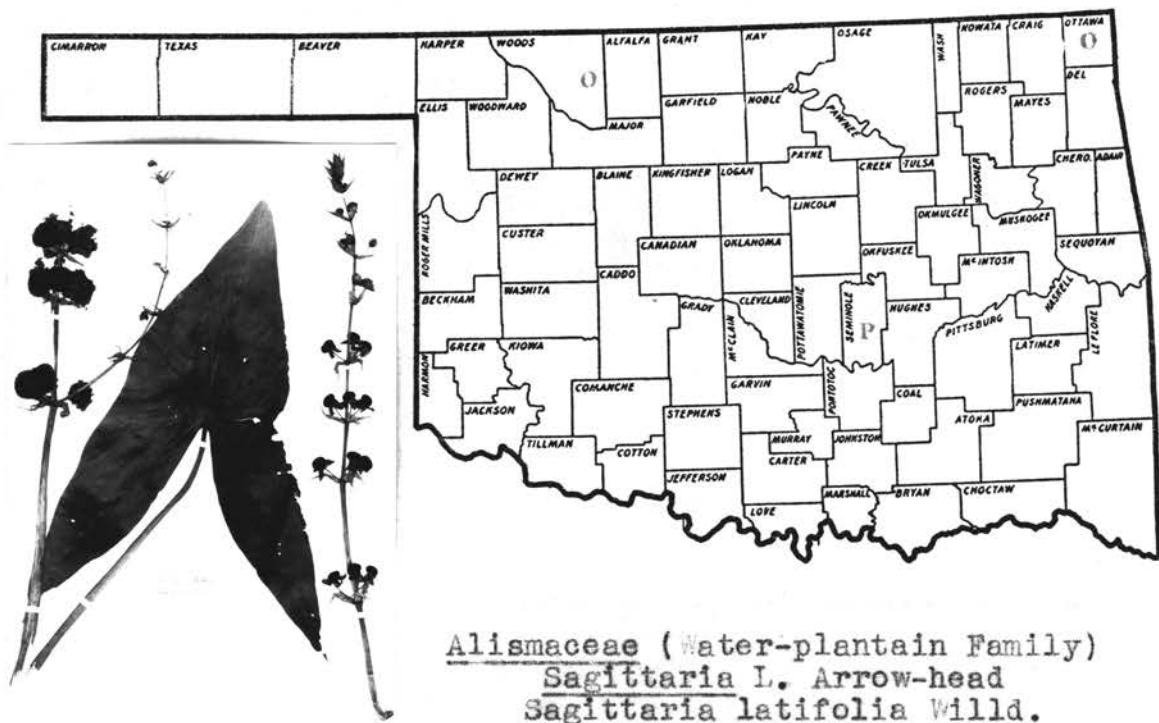 CIMARRON TEXAS BEAVER HARPER WOODS ALFALFA GRANT KAY OSAGE WASH NOWATA CRAIG OTTAWA
O O
DEL
ELLIS WOODWARD GARFIELD NOBLE PAWNEE ROGERS MAYES
MAJOR
PAYNE CREEK TULSA WAGONER CHERO. ADAIR
DEWEY BLAINE KINGFISHER LOGAN
LINCOLN
ROGER MILLS CUSTER CANADIAN OKLAHOMA OKMULGEE MUSKOGEE
OKFUSKEE SEQUOYAH
CADDO McINTOSH
BECKHAM WASHITA GRADY CLEVELAND McCLAIN POTTAWATOMIE SEMINOLE HUGHES PITTSBURG HASKELL LE FLORE
P
HARMON GREER KIOWA LATIMER
COMANCHE GARVIN PONTOTOC COAL
JACKSON STEPHENS ATOKA PUSHMATAHA
TILLMAN COTTON MURRAY JOHNSTON McCURTAIN
CARTER
JEFFERSON MARSHALL BRYAN CHOCTAW
LOVE
Alismaceae (Water-plantain Family)
Sagittaria L. Arrow-head
Sagittaria latifolia Willd.